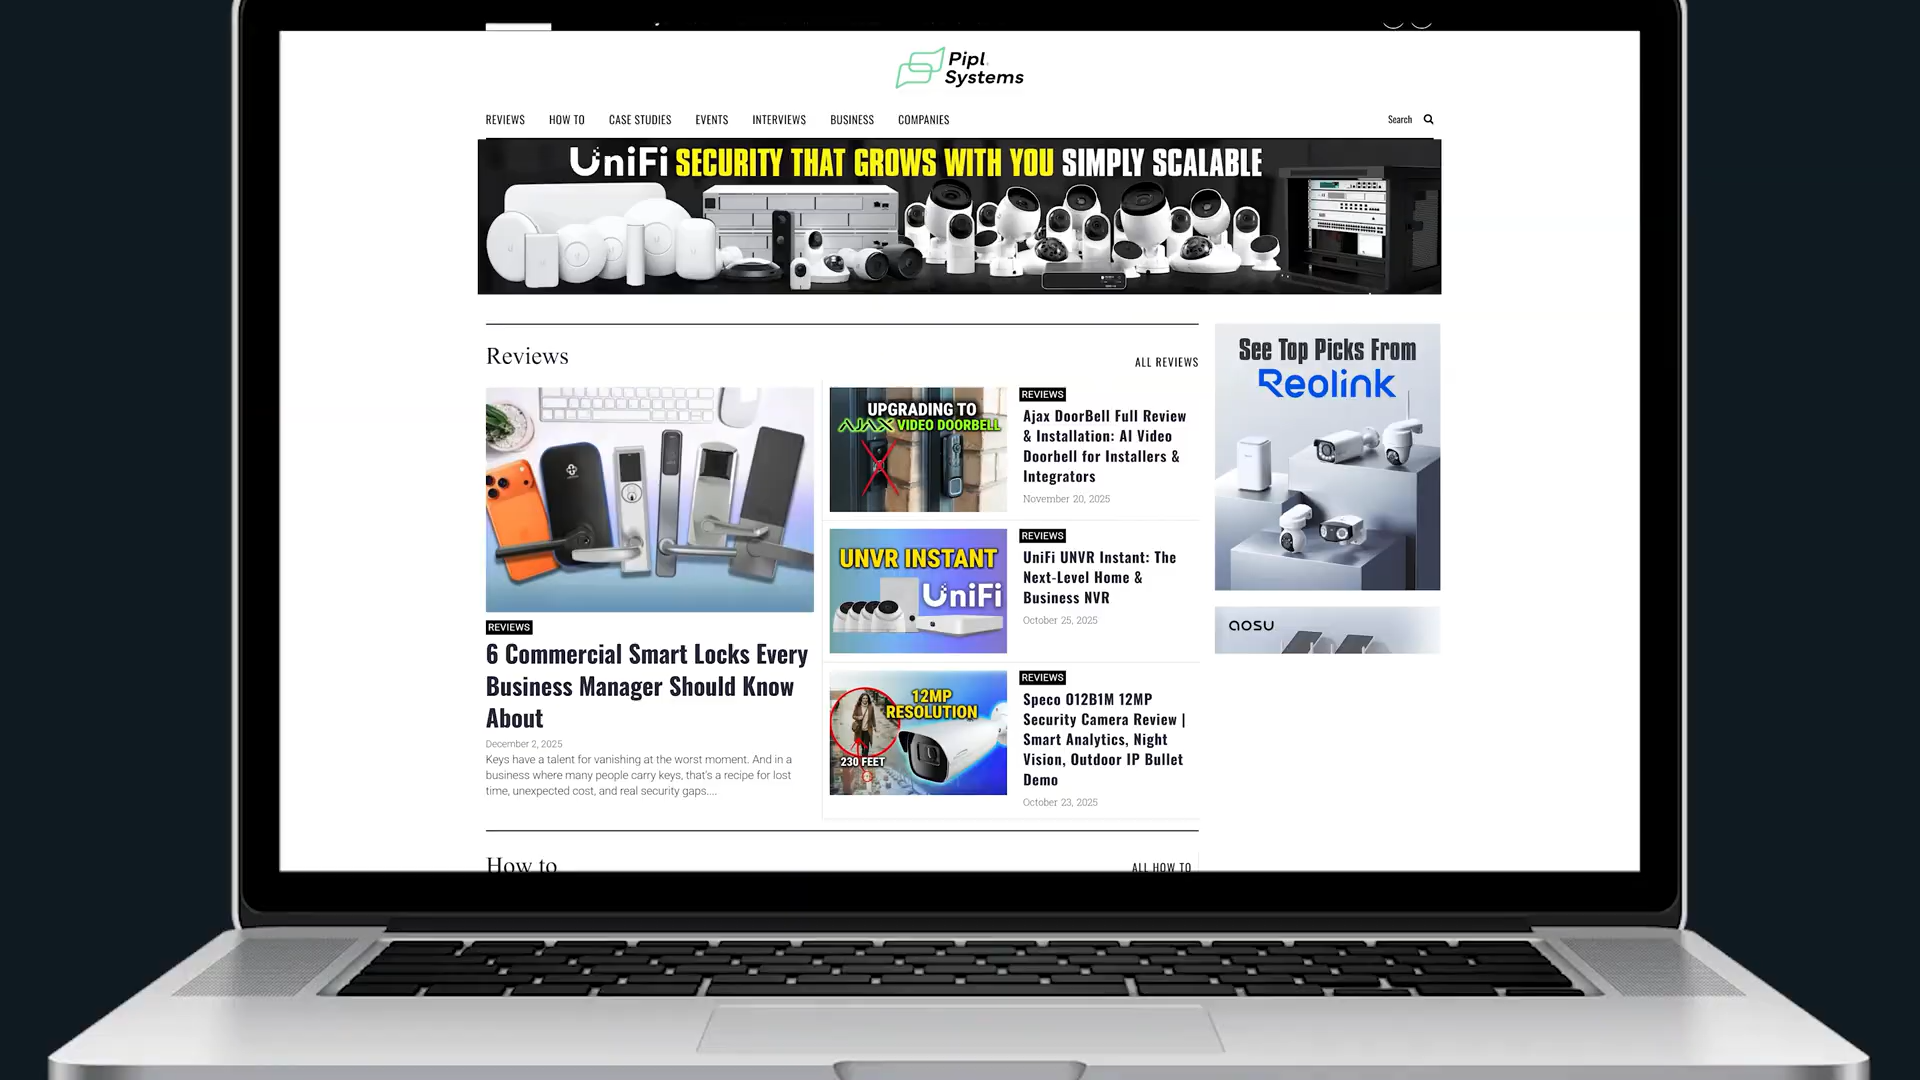 Pipl
Systems
REVIEWS HOW TO CASE STUDIES EVENTS INTERVIEWS BUSINESS COMPANIES Search
UniFi SECURITY THAT GROWS WITH YOU SIMPLY SCALABLE
Reviews
ALL REVIEWS
REVIEWS
6 Commercial Smart Locks Every
Business Manager Should Know
About
December 2, 2025
Keys have a talent for vanishing at the worst moment. And in a
business where many people carry keys, that's a recipe for lost
time, unexpected cost, and real security gaps....
UPGRADING TO
AJAX VIDEO DOORBELL
REVIEWS
Ajax DoorBell Full Review
& Installation: AI Video
Doorbell for Installers &
Integrators
November 20, 2025
UNVR INSTANT
UniFi
REVIEWS
UniFi UNVR Instant: The
Next-Level Home &
Business NVR
October 25, 2025
12MP
RESOLUTION
230 FEET
REVIEWS
Speco O12B1M 12MP
Security Camera Review |
Smart Analytics, Night
Vision, Outdoor IP Bullet
Demo
October 23, 2025
See Top Picks From
Reolink
aosu
How to
ALL HOW TO